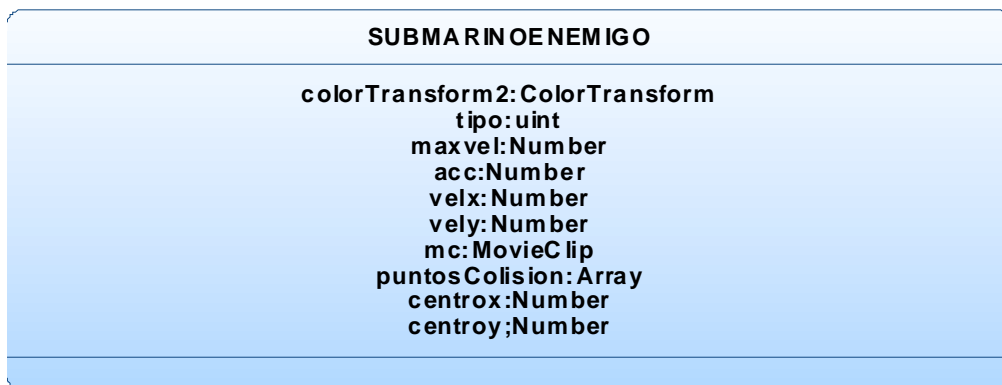 SUBMARINOENEMIGO
colorTransform2:ColorTransform
tipo:uint
maxvel:Number
acc:Number
velx:Number
vely:Number
mc:MovieClip
puntosColision:Array
centrox:Number
centroy;Number